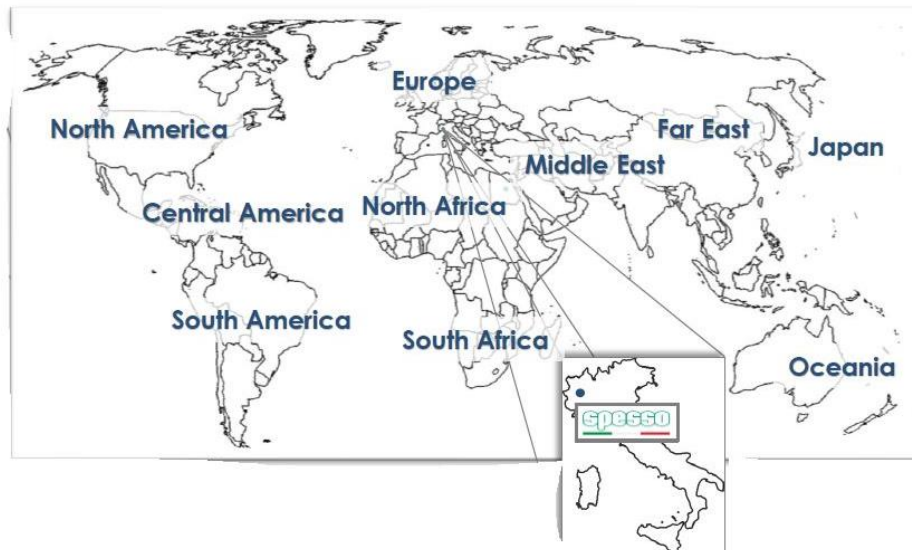 Europe
North America
Far East
Japan
Middle East
Central America
North Africa
South America
South Africa
Oceania
spesso